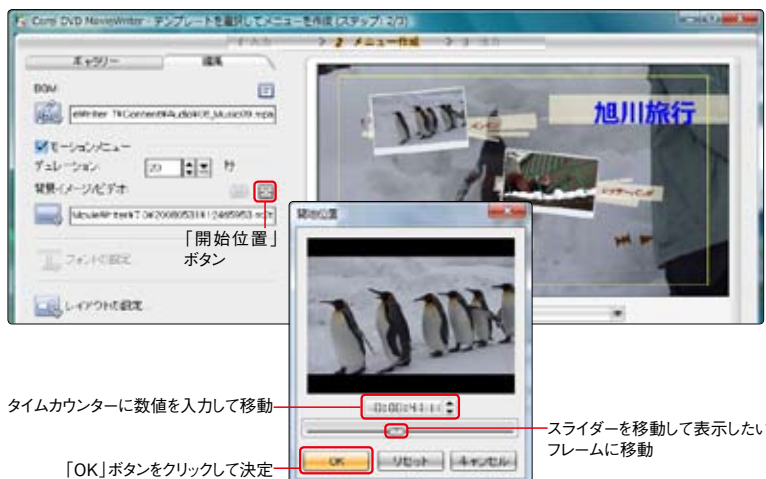 Corel DVD MovieWriter - テンプレートを選択してメニューを作成 (ステップ: 2/3)
2 メニュー作成
ギャラリー
編集
BGM:
モーションメニュー
デュレーション:
20
秒
背景イメージ/ビデオ:
「開始位置」
ボタン
フォントの設定
レイアウトの設定
旭川旅行
開始位置
タイムカウンターに数値を入力して移動
スライダーを移動して表示したい
フレームに移動
OK
リセット
キャンセル
「OK」ボタンをクリックして決定